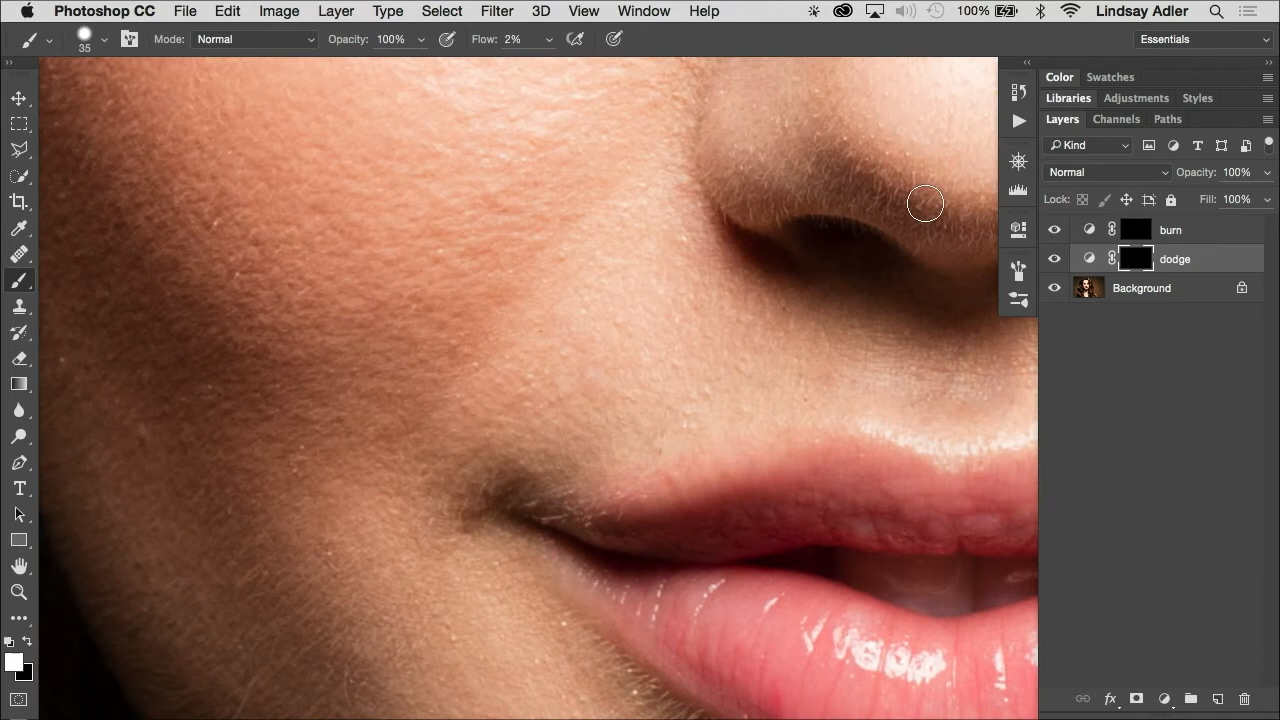 Photoshop CC File Edit Image Layer Type Select Filter 3D View Window Help 100% Lindsay Adler
35 Mode: Normal Opacity: 100% Flow: 2% Essentials
Color Swatches
Libraries Adjustments Styles
Layers Channels Paths
Kind
Normal Opacity: 100%
Lock: Fill: 100%
burn
dodge
Background